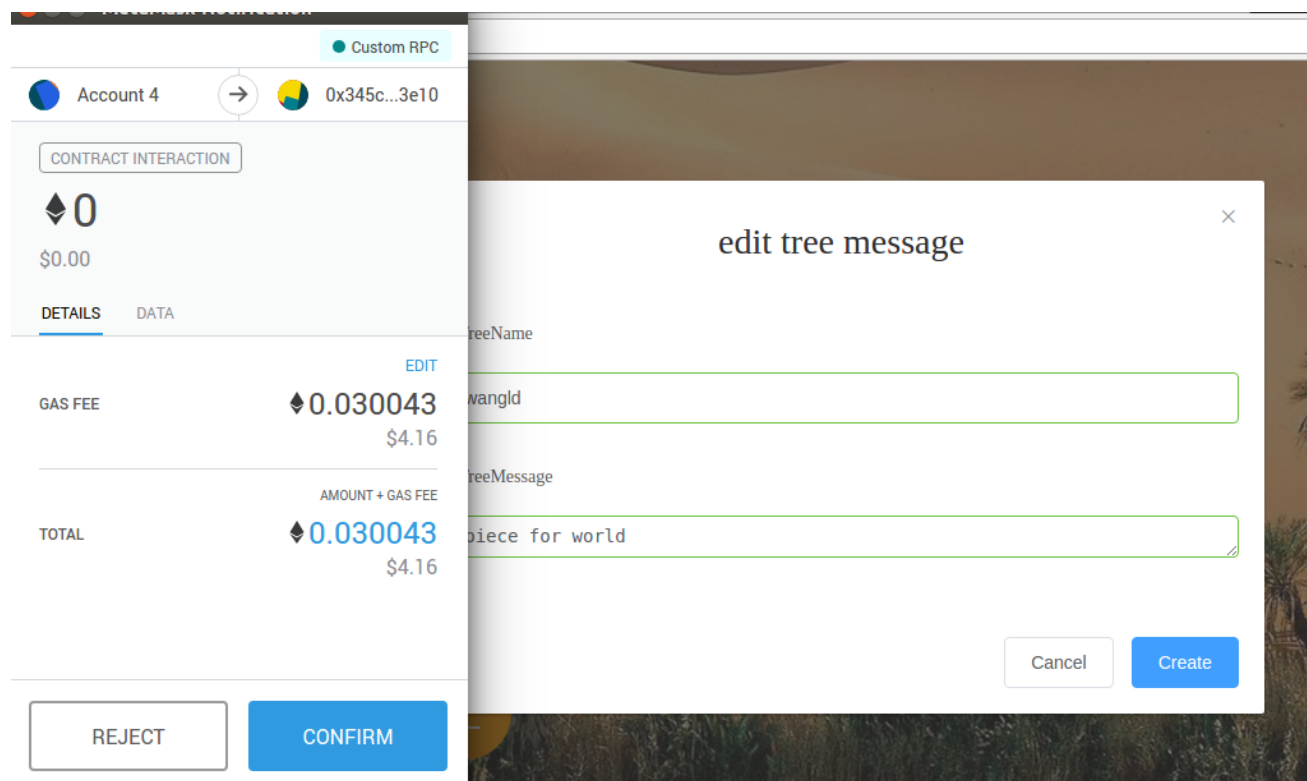 MetaMask Notification
Custom RPC
Account 4
0x345c...3e10
CONTRACT INTERACTION
0
$0.00
DETAILS DATA
EDIT
GAS FEE
0.030043
$4.16
AMOUNT + GAS FEE
TOTAL
0.030043
$4.16
REJECT
CONFIRM
edit tree message
reeName
wangld
reeMessage
piece for world
Cancel
Create